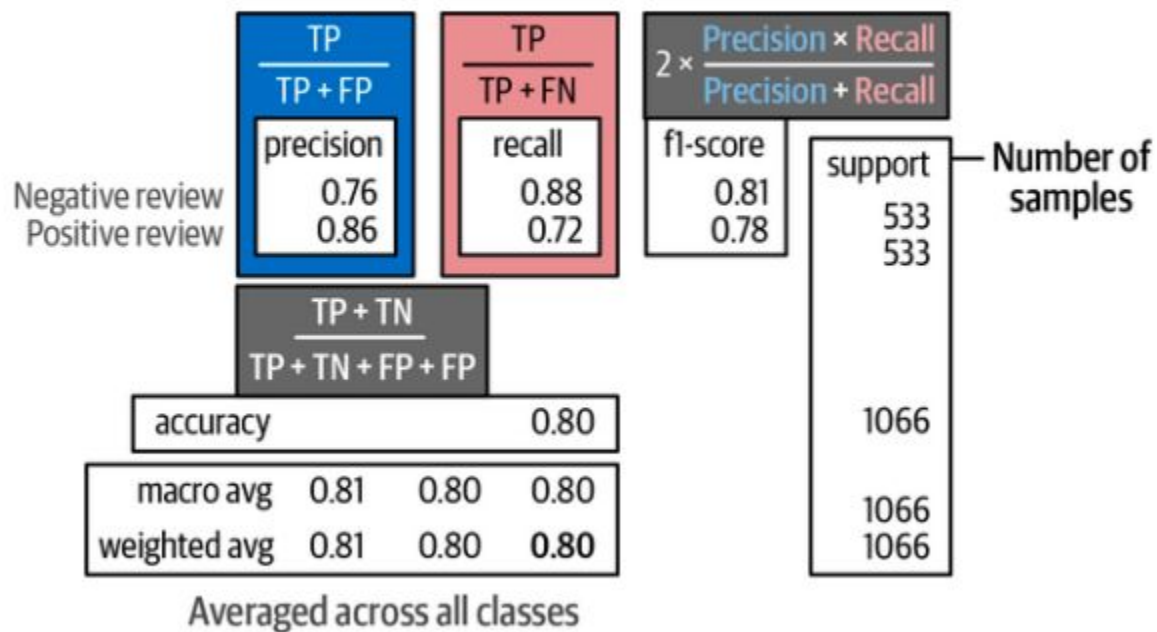 TP
TP + FP
TP
TP + FN
2 × Precision × Recall
Precision + Recall
precision recall f1-score support
Number of
samples
Negative review 0.76 0.88 0.81 533
Positive review 0.86 0.72 0.78 533
TP + TN
TP + TN + FP + FP
accuracy 0.80 1066
macro avg 0.81 0.80 0.80 1066
weighted avg 0.81 0.80 0.80 1066
Averaged across all classes